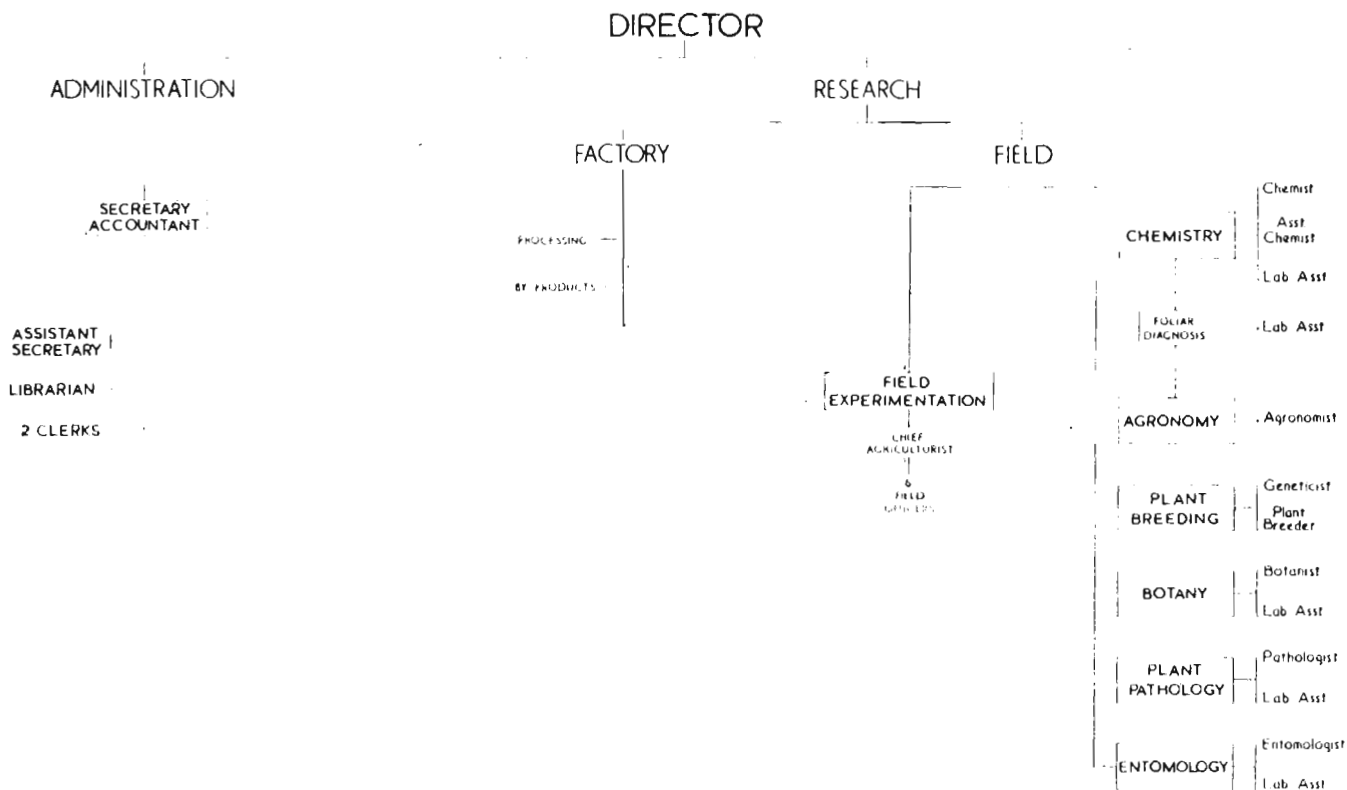 DIRECTOR
ADMINISTRATION
RESEARCH
FACTORY
FIELD
SECRETARY
ACCOUNTANT
ASSISTANT
SECRETARY
LIBRARIAN
2 CLERKS
PROCESSING
BY PRODUCTS
FIELD
EXPERIMENTATION
CHIEF
AGRICULTURIST
6
FIELD
OFFICERS
CHEMISTRY
Chemist
Asst
Chemist
Lab Asst
FOLIAR
DIAGNOSIS
Lab Asst
AGRONOMY
Agronomist
PLANT
BREEDING
Geneticist
Plant
Breeder
BOTANY
Botanist
Lab Asst
PLANT
PATHOLOGY
Pathologist
Lab Asst
ENTOMOLOGY
Entomologist
Lab Asst